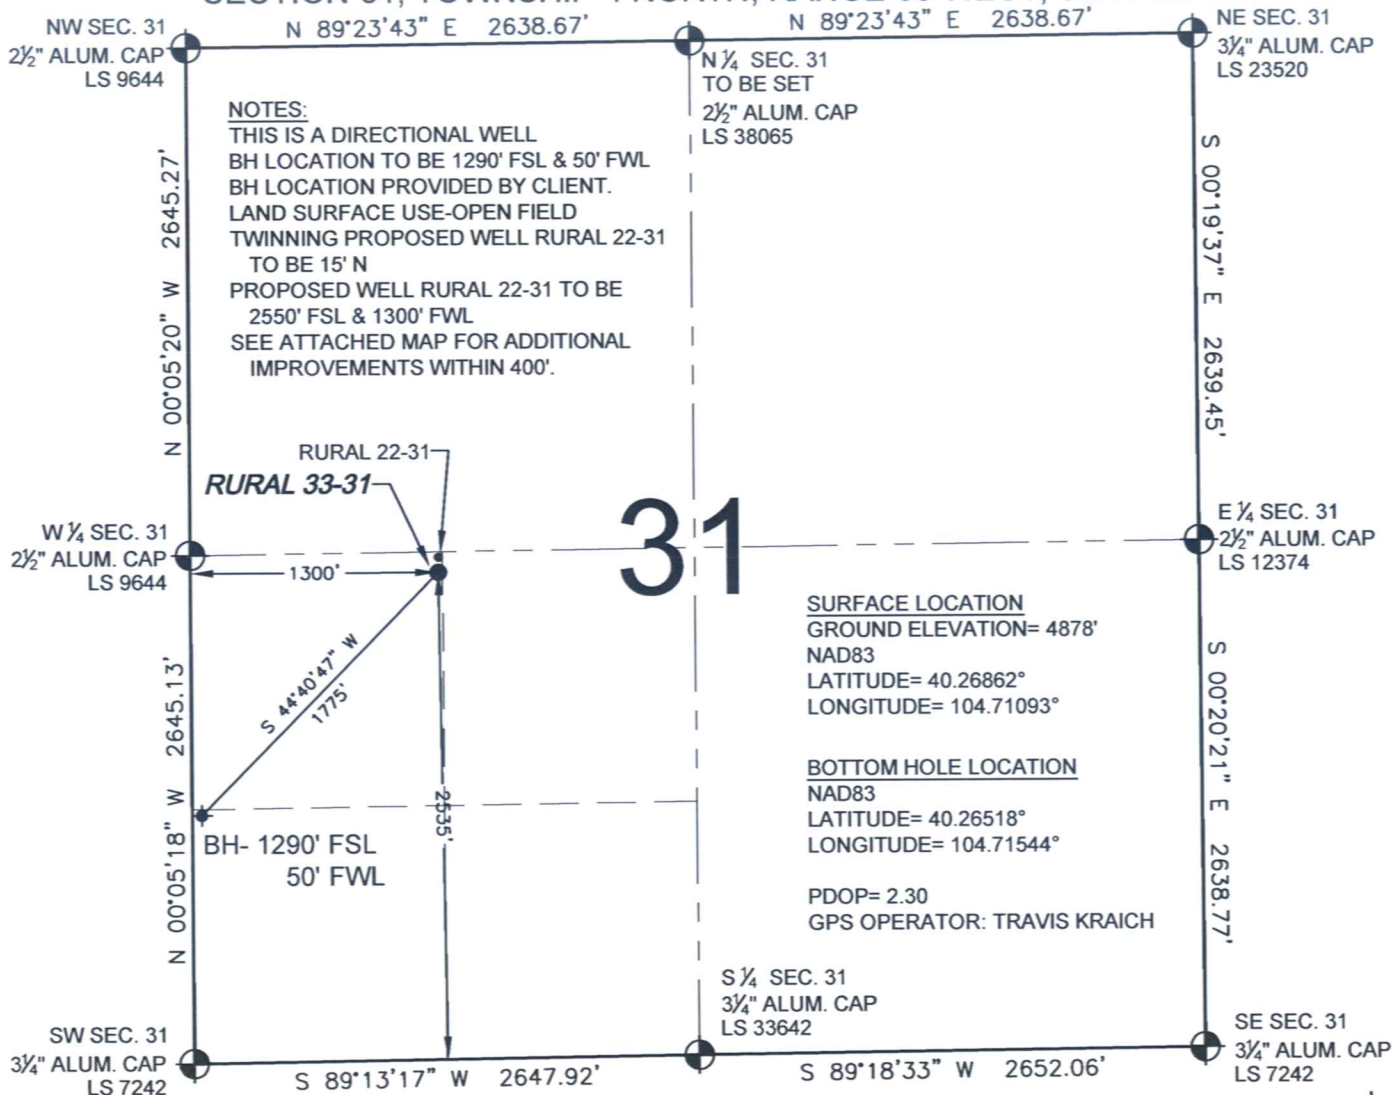 NW SEC. 31
2½" ALUM. CAP
LS 9644
N 89°23'43" E 2638.67'
N 89°23'43" E 2638.67'
NE SEC. 31
3¼" ALUM. CAP
LS 23520
N ¼ SEC. 31
TO BE SET
2½" ALUM. CAP
LS 38065
NOTES:
THIS IS A DIRECTIONAL WELL
BH LOCATION TO BE 1290' FSL & 50' FWL
BH LOCATION PROVIDED BY CLIENT.
LAND SURFACE USE-OPEN FIELD
TWINNING PROPOSED WELL RURAL 22-31
TO BE 15' N
PROPOSED WELL RURAL 22-31 TO BE
2550' FSL & 1300' FWL
SEE ATTACHED MAP FOR ADDITIONAL
IMPROVEMENTS WITHIN 400'.
N 00°05'20" W 2645.27'
S 00°19'37" E 2639.45'
RURAL 22-31
RURAL 33-31
31
W ¼ SEC. 31
2½" ALUM. CAP
LS 9644
1300'
E ¼ SEC. 31
2½" ALUM. CAP
LS 12374
S 44°40'47" W
1775'
2535'
N 00°05'18" W 2645.13'
S 00°20'21" E 2638.77'
SURFACE LOCATION
GROUND ELEVATION= 4878'
NAD83
LATITUDE= 40.26862°
LONGITUDE= 104.71093°
BOTTOM HOLE LOCATION
NAD83
LATITUDE= 40.26518°
LONGITUDE= 104.71544°
PDOP= 2.30
GPS OPERATOR: TRAVIS KRAICH
BH- 1290' FSL
50' FWL
S ¼ SEC. 31
3¼" ALUM. CAP
LS 33642
SW SEC. 31
3¼" ALUM. CAP
LS 7242
S 89°13'17" W 2647.92'
S 89°18'33" W 2652.06'
SE SEC. 31
3¼" ALUM. CAP
LS 7242